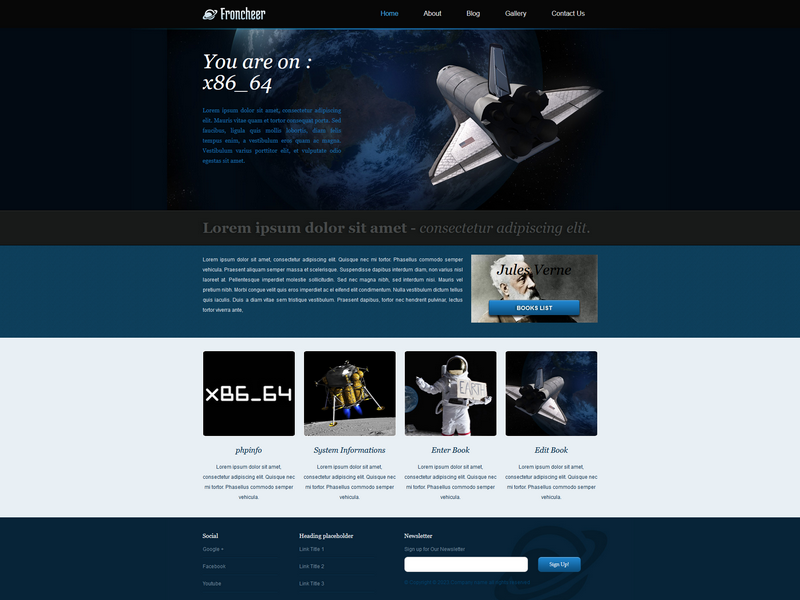 Froncheer
Home About Blog Gallery Contact Us
You are on :
x86_64
Lorem ipsum dolor sit amet, consectetur adipiscing
elit. Mauris vitae quam et tortor consequat porta. Sed
faucibus, ligula quis mollis lobortis, diam felis
tempus enim, a vestibulum eros quam ac magna.
Vestibulum varius porttitor elit, et vulputate odio
egestas sit amet.
Lorem ipsum dolor sit amet - consectetur adipiscing elit.
Lorem ipsum dolor sit amet, consectetur adipiscing elit. Quisque nec mi tortor. Phasellus commodo semper
vehicula. Praesent aliquam semper massa et scelerisque. Suspendisse dapibus interdum diam, non varius nisl
laoreet at. Pellentesque imperdiet molestie sollicitudin. Sed nec magna nibh, sed interdum nisi. Mauris vel
pretium nibh. Morbi congue velit quis eros imperdiet ac el eifend elit condimentum. Nulla vestibulum dictum tellus
quis iaculis. Duis a diam vitae sem tristique vestibulum. Praesent dapibus, tortor nec hendrerit pulvinar, lectus
tortor viverra ante,
Jules Verne
BOOKS LIST
x86_64
EARTH
phpinfo
Lorem ipsum dolor sit amet,
consectetur adipiscing elit. Quisque nec
mi tortor. Phasellus commodo semper
vehicula.
System Informations
Lorem ipsum dolor sit amet,
consectetur adipiscing elit. Quisque nec
mi tortor. Phasellus commodo semper
vehicula.
Enter Book
Lorem ipsum dolor sit amet,
consectetur adipiscing elit. Quisque nec
mi tortor. Phasellus commodo semper
vehicula.
Edit Book
Lorem ipsum dolor sit amet,
consectetur adipiscing elit. Quisque nec
mi tortor. Phasellus commodo semper
vehicula.
Social
Google +
Facebook
Youtube
Heading placeholder
Link Title 1
Link Title 2
Link Title 3
Newsletter
Sign up for Our Newsletter
Sign Up!